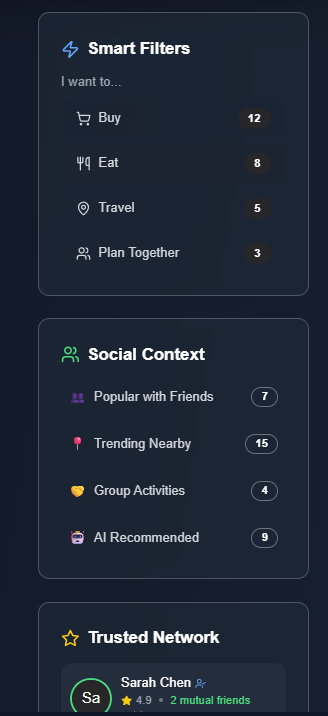 Smart Filters
I want to...
Buy 12
Eat 8
Travel 5
Plan Together 3
Social Context
Popular with Friends 7
Trending Nearby 15
Group Activities 4
AI Recommended 9
Trusted Network
Sarah Chen
Sa
4.9 • 2 mutual friends